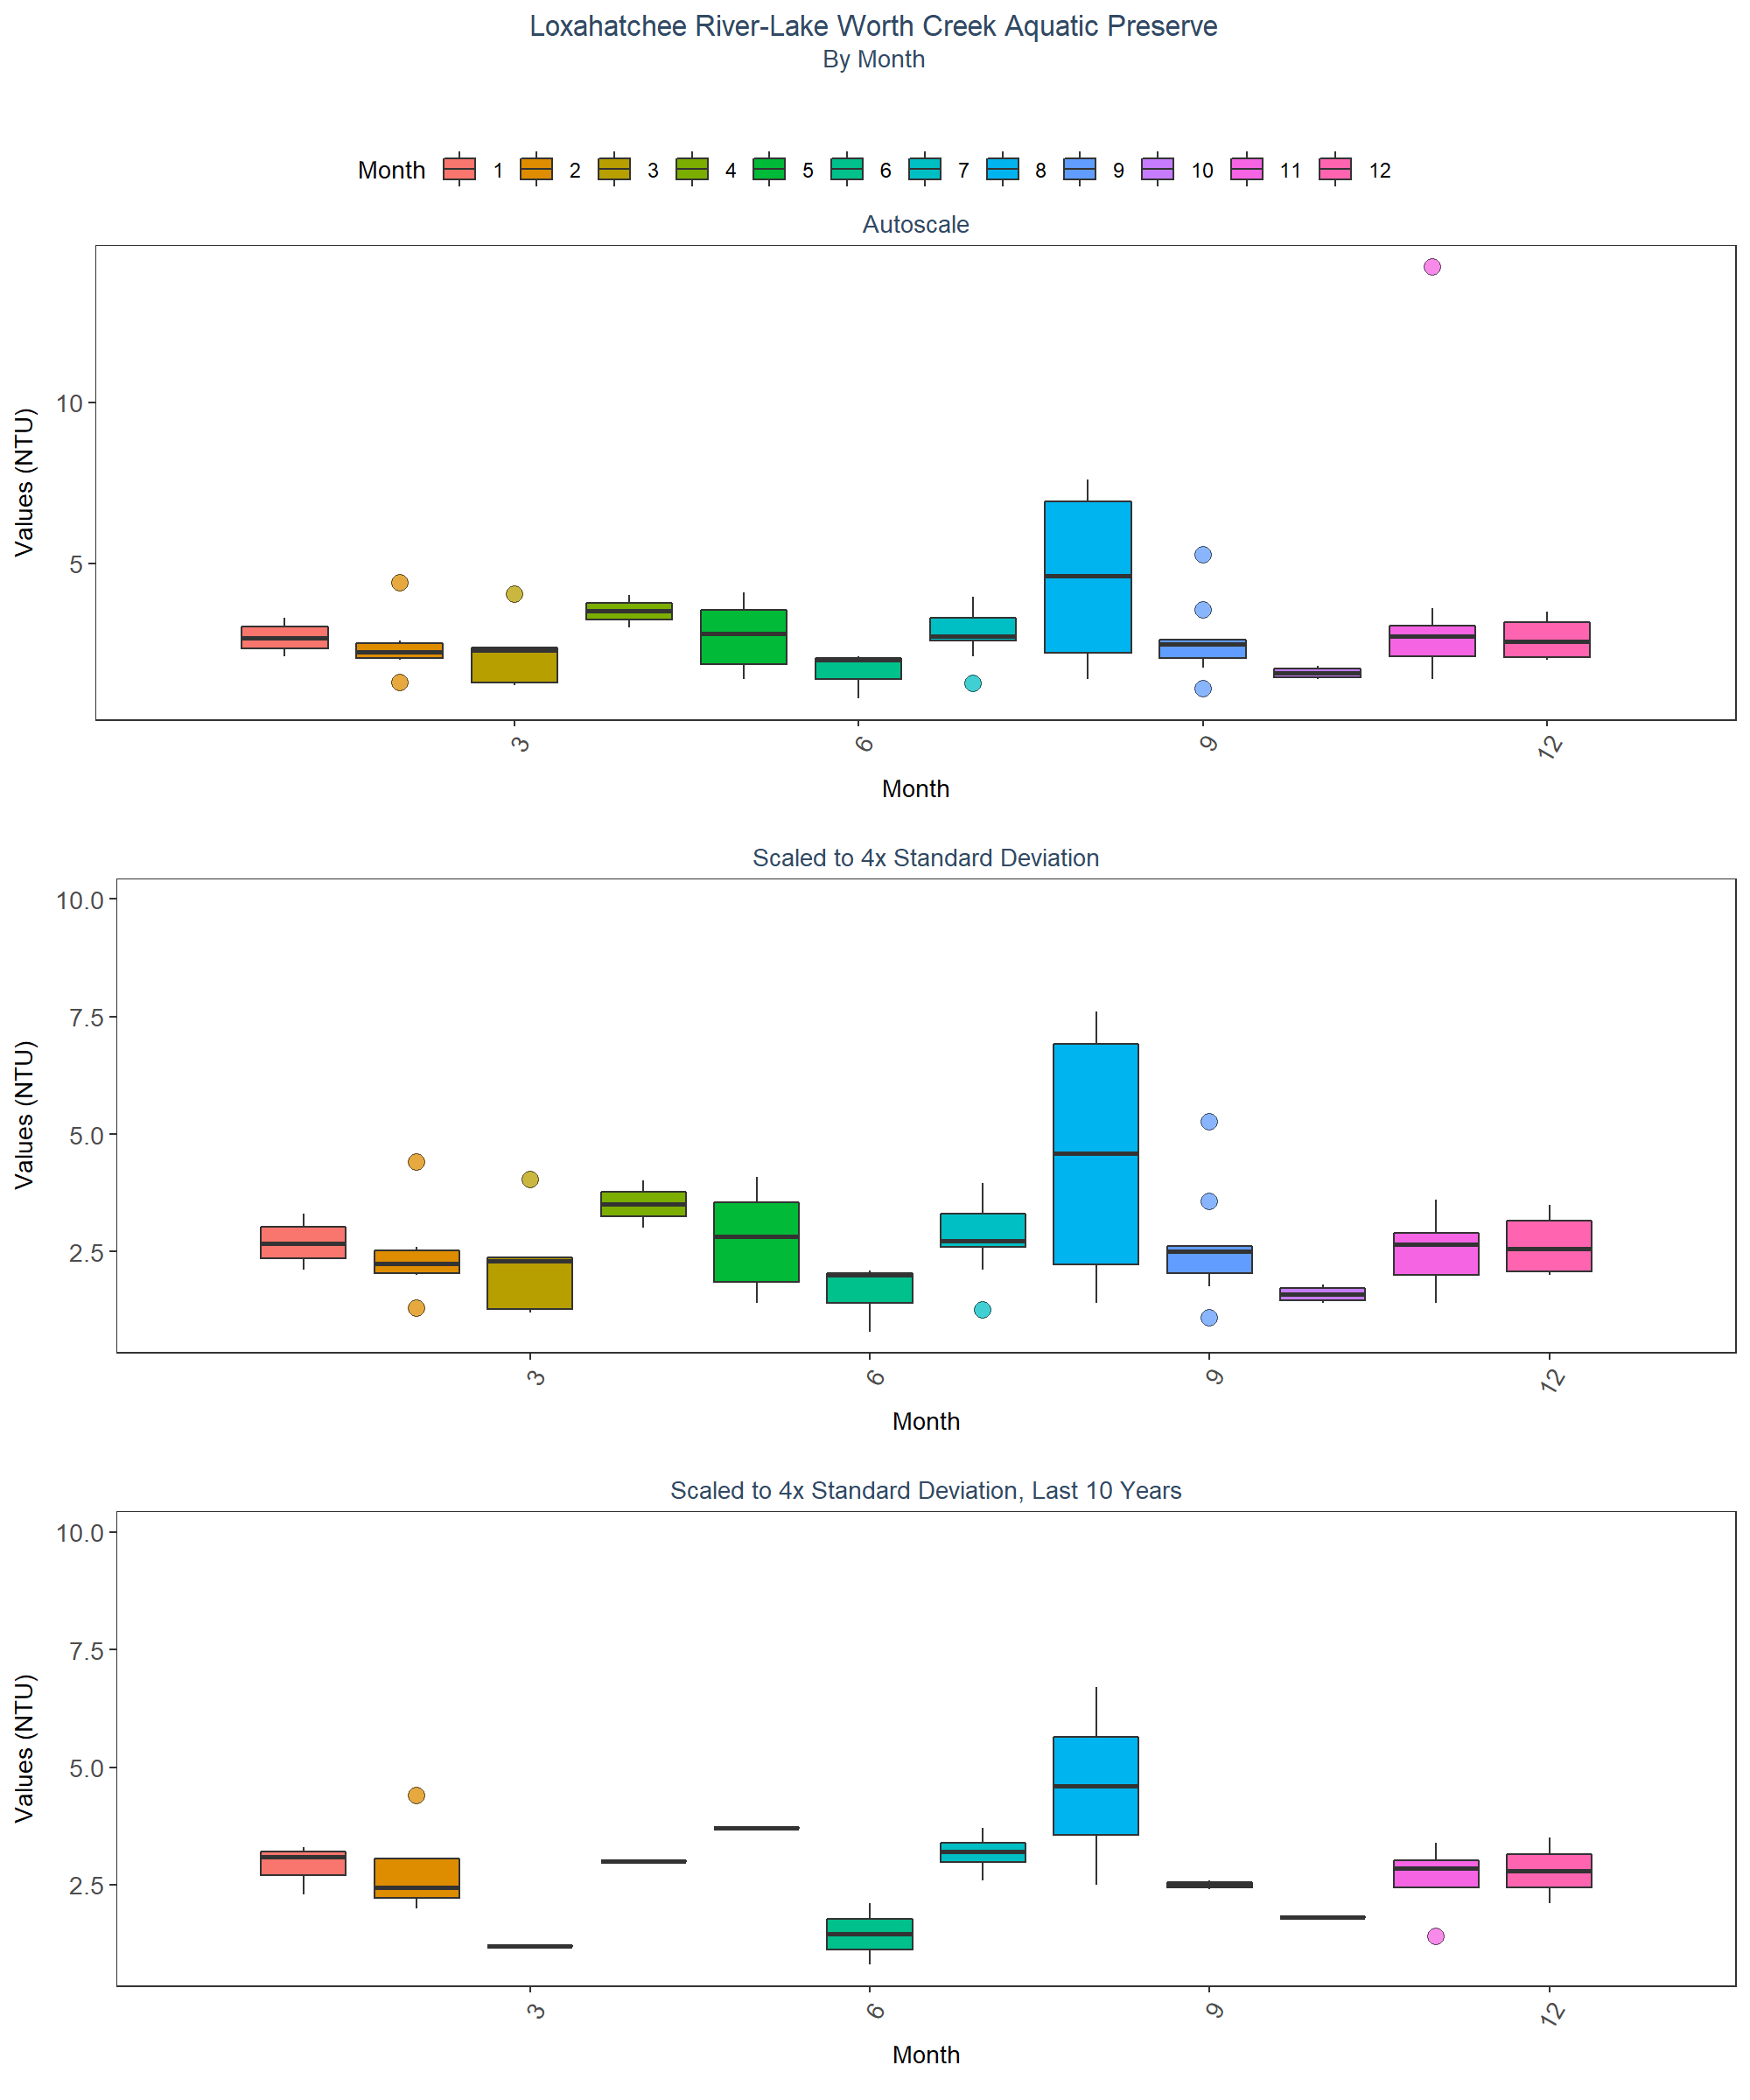 Loxahatchee River-Lake Worth Creek Aquatic Preserve
By Month
Month 1 2 3 4 5 6 7 8 9 10 11 12
Autoscale
Values (NTU)
10
5
3 6 9 12
Month
Scaled to 4x Standard Deviation
Values (NTU)
10.0
7.5
5.0
2.5
3 6 9 12
Month
Scaled to 4x Standard Deviation, Last 10 Years
Values (NTU)
10.0
7.5
5.0
2.5
3 6 9 12
Month